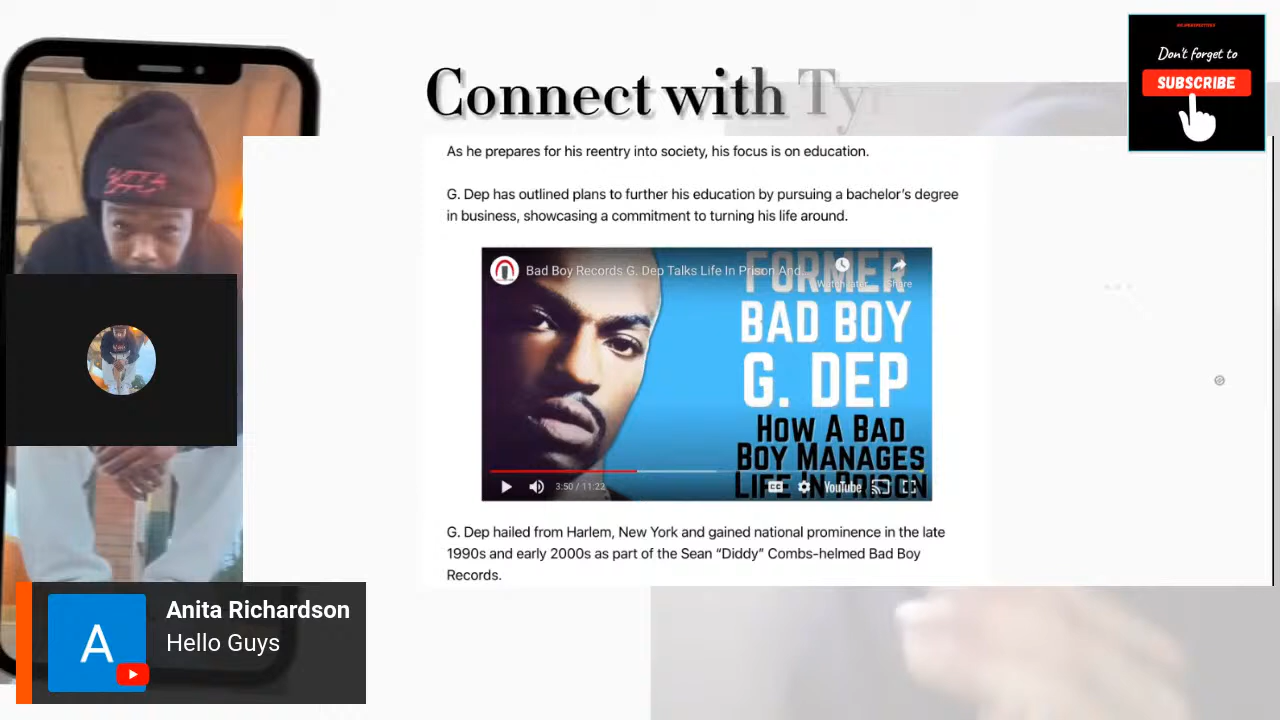 Don't forget to
SUBSCRIBE
Connect with Ty
As he prepares for his reentry into society, his focus is on education.
G. Dep has outlined plans to further his education by pursuing a bachelor's degree
in business, showcasing a commitment to turning his life around.
Bad Boy Records G. Dep Talks Life In Prison And...
Watch later
Share
FORMER
BAD BOY
G. DEP
HOW A BAD
BOY MANAGES
LIFE IN PRISON
3:50 / 11:22
CC
YouTube
G. Dep hailed from Harlem, New York and gained national prominence in the late
1990s and early 2000s as part of the Sean “Diddy” Combs-helmed Bad Boy
Records.
A
Anita Richardson
Hello Guys